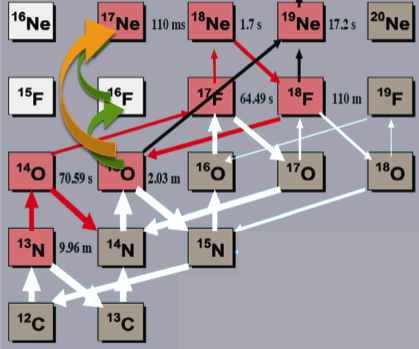 ¹⁶Ne ¹⁷Ne 110 ms ¹⁸Ne 1.7 s ¹⁹Ne 17.2 s ²⁰Ne
¹⁵F ¹⁶F ¹⁷F 64.49 s ¹⁸F 110 m ¹⁹F
¹⁴O 70.59 s ¹⁵O 2.03 m ¹⁶O ¹⁷O ¹⁸O
¹³N 9.96 m ¹⁴N ¹⁵N
¹²C ¹³C